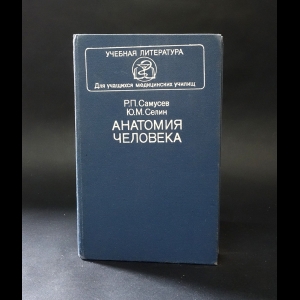 УЧЕБНАЯ ЛИТЕРАТУРА
Для учащихся медицинских училищ
Р.П.Самусев
Ю.М.Селин
АНАТОМИЯ
ЧЕЛОВЕКА